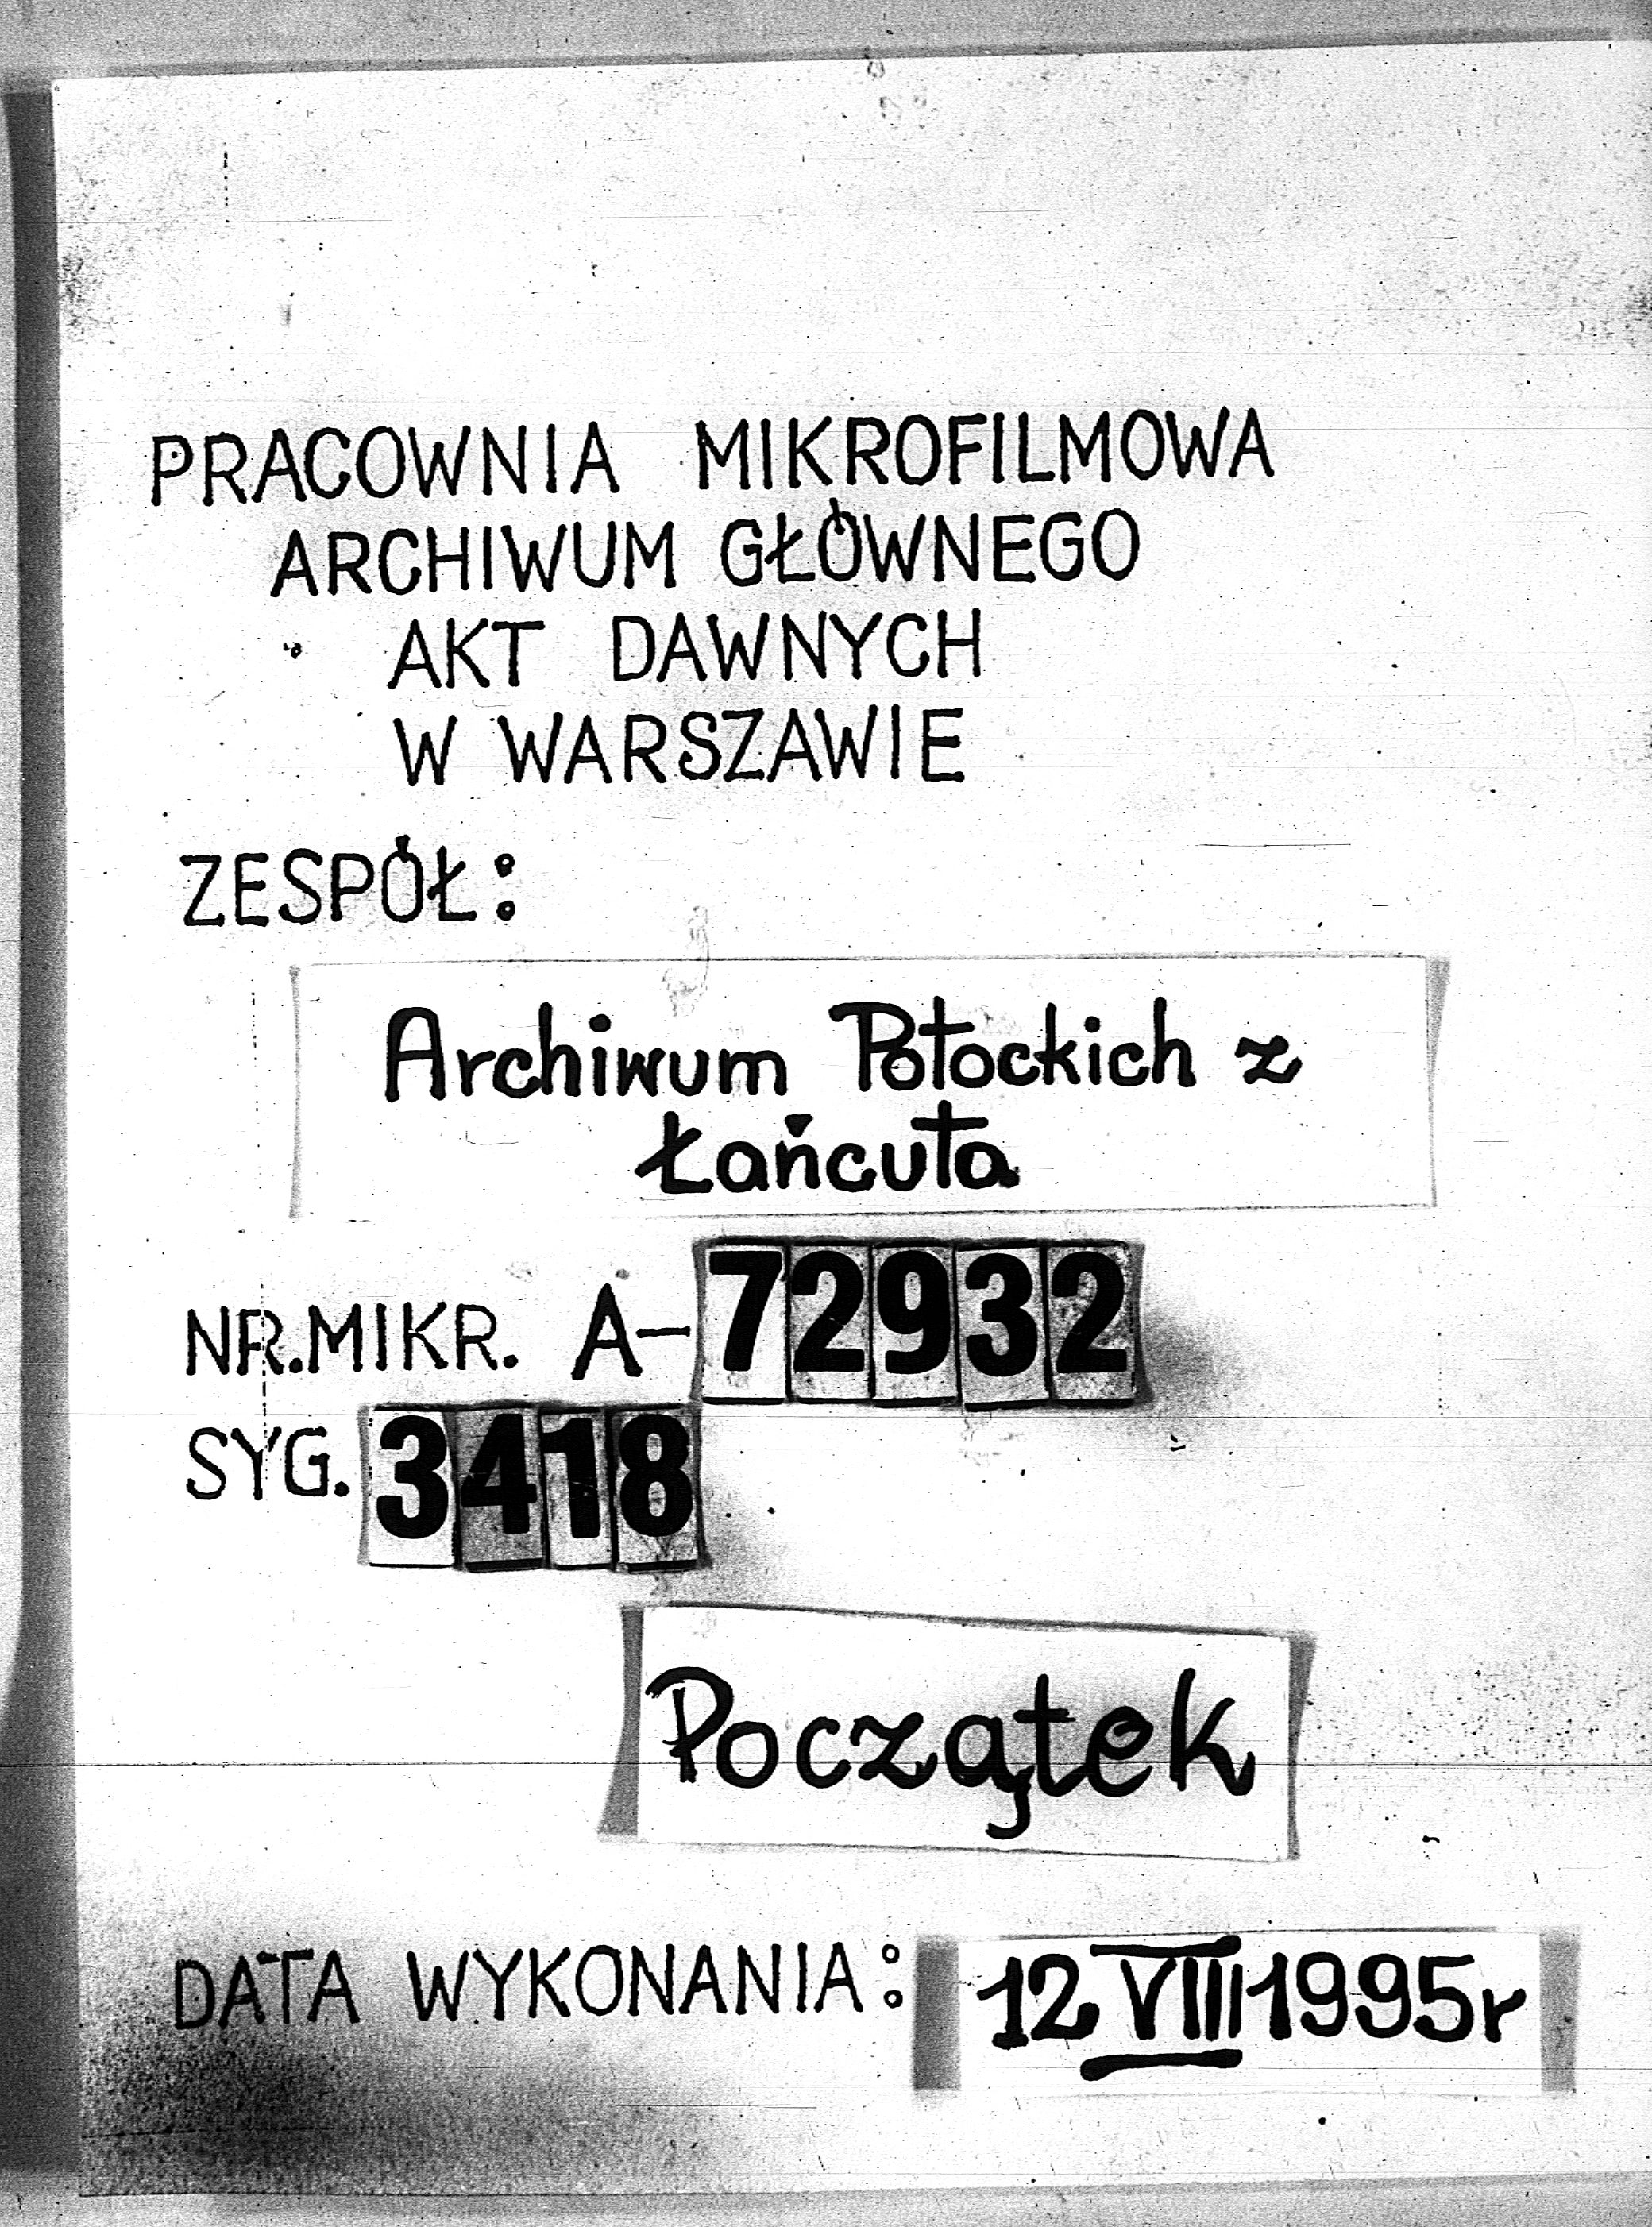 PRACOWNIA MIKROFILMOWA
ARCHIWUM GŁÓWNEGO
AKT DAWNYCH
W WARSZAWIE
ZESPÓŁ:
Archiwum Potockich z
Łańcuta
NR.MIKR. A-72932
SYG. 3418
Początek
DATA WYKONANIA: 12 VIII 1995r